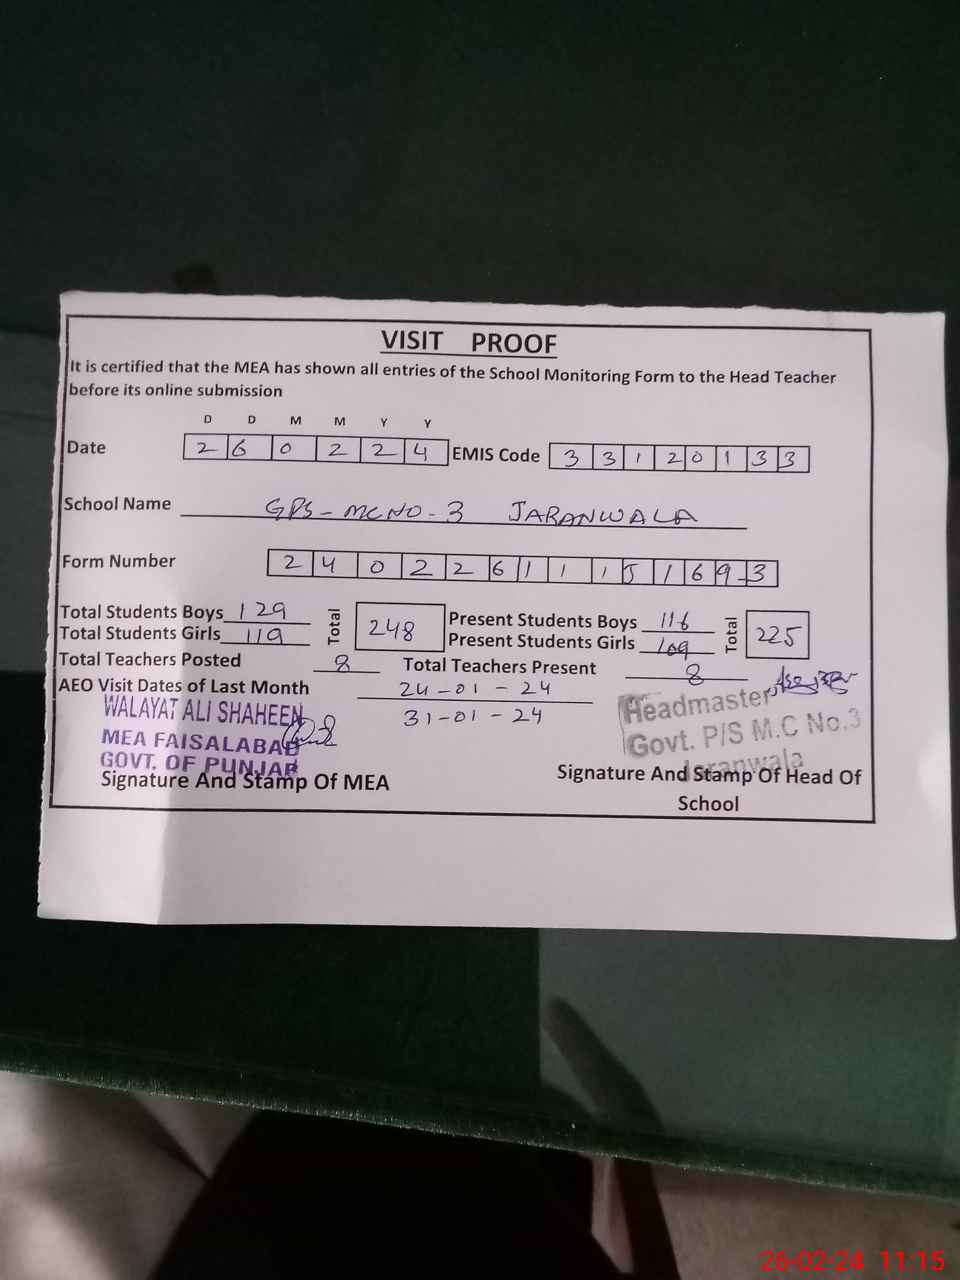 VISIT PROOF
It is certified that the MEA has shown all entries of the School Monitoring Form to the Head Teacher
before its online submission
D D M M Y Y
Date 2 6 0 2 2 4 EMIS Code 3 3 1 2 0 1 3 3
School Name GPS-MCNO-3 JARANWALA
Form Number 2 4 0 2 2 6 1 1 1 5 1 6 9 3
Total Students Boys 129 Total 248 Present Students Boys 116 Total 225
Total Students Girls 119 Present Students Girls 109
Total Teachers Posted 8 Total Teachers Present 8
AEO Visit Dates of Last Month 24-01-24
31-01-24
WALAYAT ALI SHAHEEN
MEA FAISALABAD
GOVT. OF PUNJAB
Signature And Stamp Of MEA
Headmaster
Govt. P/S M.C No.3
Jaranwala
Signature And Stamp Of Head Of
School
26-02-24 11:15